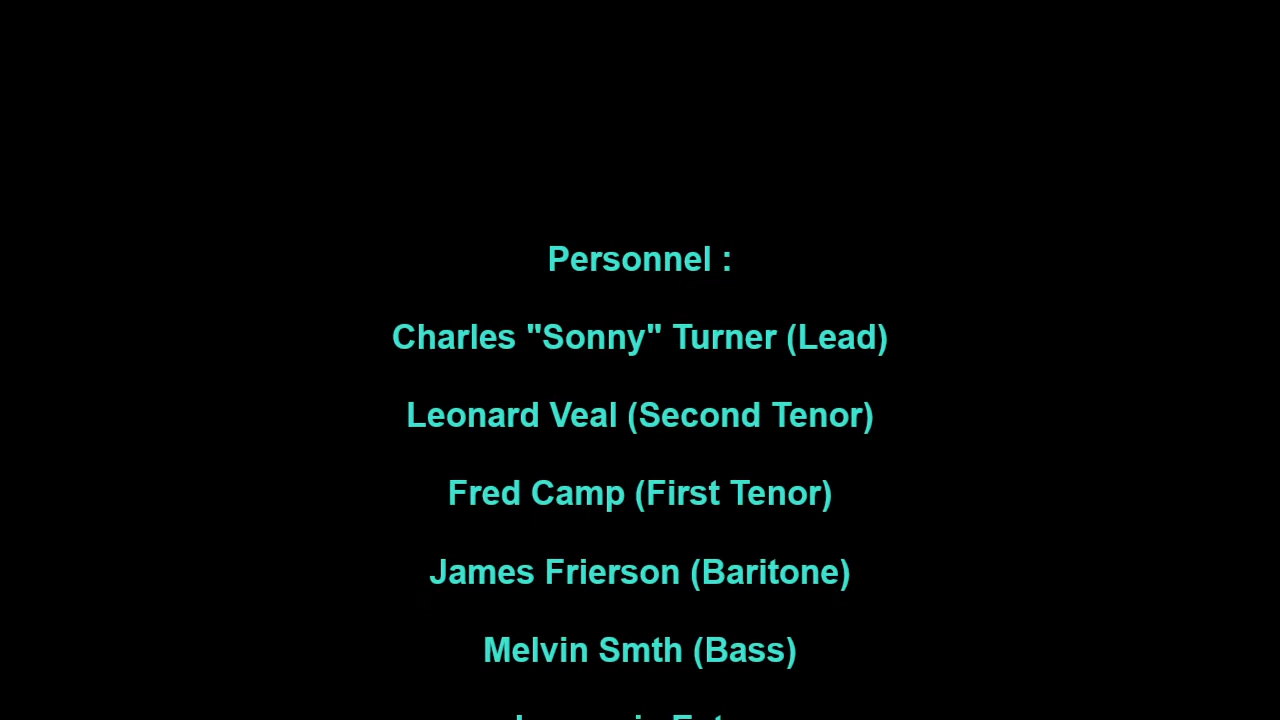 Personnel :
Charles "Sonny" Turner (Lead)
Leonard Veal (Second Tenor)
Fred Camp (First Tenor)
James Frierson (Baritone)
Melvin Smth (Bass)